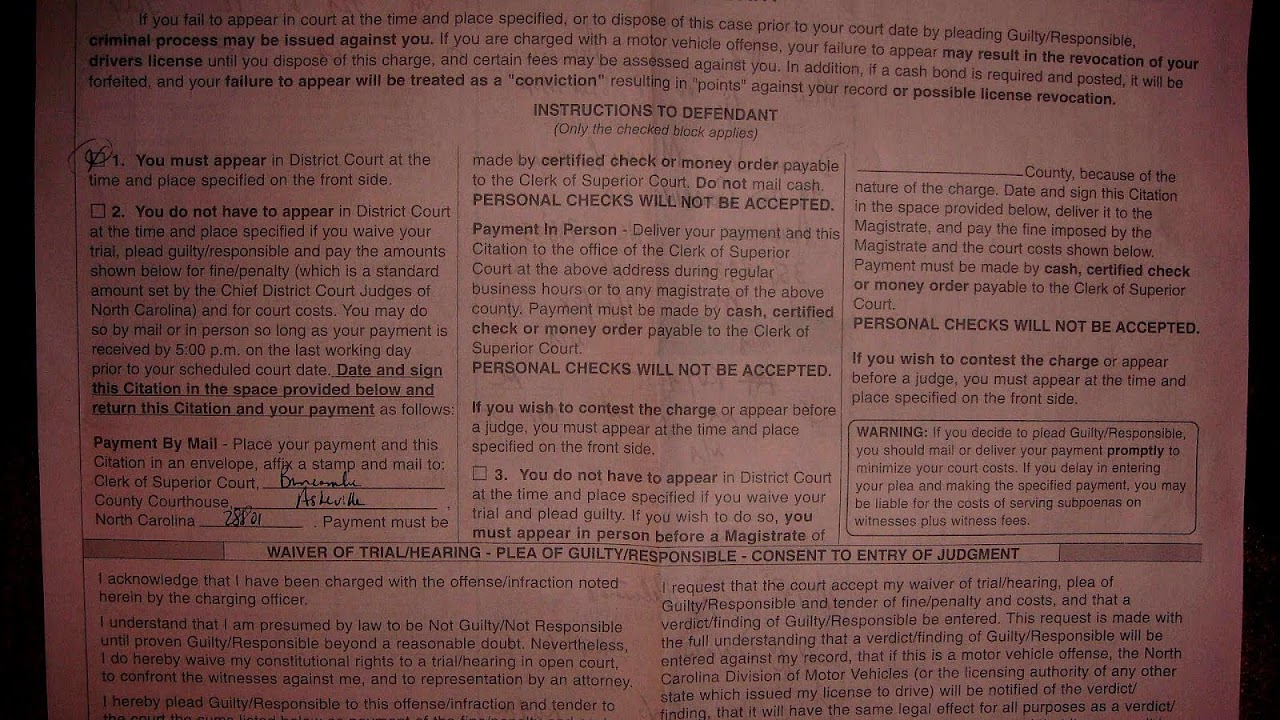 If you fail to appear in court at the time and place specified, or to dispose of this case prior to your court date by pleading Guilty/Responsible,
criminal process may be issued against you. If you are charged with a motor vehicle offense, your failure to appear may result in the revocation of your
drivers license until you dispose of this charge, and certain fees may be assessed against you. In addition, if a cash bond is required and posted, it will be
forfeited, and your failure to appear will be treated as a "conviction" resulting in "points" against your record or possible license revocation.
INSTRUCTIONS TO DEFENDANT
(Only the checked block applies)
1. You must appear in District Court at the
time and place specified on the front side.
2. You do not have to appear in District Court
at the time and place specified if you waive your
trial, plead guilty/responsible and pay the amounts
shown below for fine/penalty (which is a standard
amount set by the Chief District Court Judges of
North Carolina) and for court costs. You may do
so by mail or in person so long as your payment is
received by 5:00 p.m. on the last working day
prior to your scheduled court date. Date and sign
this Citation in the space provided below and
return this Citation and your payment as follows:
Payment By Mail - Place your payment and this
Citation in an envelope, affix a stamp and mail to:
Clerk of Superior Court, Buncombe
County Courthouse, Asheville ,
North Carolina 28801 . Payment must be
made by certified check or money order payable
to the Clerk of Superior Court. Do not mail cash.
PERSONAL CHECKS WILL NOT BE ACCEPTED.
Payment In Person - Deliver your payment and this
Citation to the office of the Clerk of Superior
Court at the above address during regular
business hours or to any magistrate of the above
county. Payment must be made by cash, certified
check or money order payable to the Clerk of
Superior Court.
PERSONAL CHECKS WILL NOT BE ACCEPTED.
If you wish to contest the charge or appear before
a judge, you must appear at the time and place
specified on the front side.
3. You do not have to appear in District Court
at the time and place specified if you waive your
trial and plead guilty. If you wish to do so, you
must appear in person before a Magistrate of
County, because of the
nature of the charge. Date and sign this Citation
in the space provided below, deliver it to the
Magistrate, and pay the fine imposed by the
Magistrate and the court costs shown below.
Payment must be made by cash, certified check
or money order payable to the Clerk of Superior
Court.
PERSONAL CHECKS WILL NOT BE ACCEPTED.
If you wish to contest the charge or appear
before a judge, you must appear at the time and
place specified on the front side.
WARNING: If you decide to plead Guilty/Responsible,
you should mail or deliver your payment promptly to
minimize your court costs. If you delay in entering
your plea and making the specified payment, you may
be liable for the costs of serving subpoenas on
witnesses plus witness fees.
WAIVER OF TRIAL/HEARING - PLEA OF GUILTY/RESPONSIBLE - CONSENT TO ENTRY OF JUDGMENT
I acknowledge that I have been charged with the offense/infraction noted
herein by the charging officer.
I understand that I am presumed by law to be Not Guilty/Not Responsible
until proven Guilty/Responsible beyond a reasonable doubt. Nevertheless,
I do hereby waive my constitutional rights to a trial/hearing in open court,
to confront the witnesses against me, and to representation by an attorney.
I hereby plead Guilty/Responsible to this offense/infraction and tender to
I request that the court accept my waiver of trial/hearing, plea of
Guilty/Responsible and tender of fine/penalty and costs, and that a
verdict/finding of Guilty/Responsible be entered. This request is made with
the full understanding that a verdict/finding of Guilty/Responsible will be
entered against my record, that if this is a motor vehicle offense, the North
Carolina Division of Motor Vehicles (or the licensing authority of any other
state which issued my license to drive) will be notified of the verdict/
finding, that it will have the same legal effect for all purposes as a verdict/